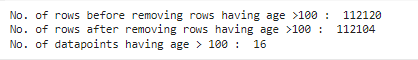 No. of rows before removing rows having age >100 :  112120
No. of rows after removing rows having age >100 :  112104
No. of datapoints having age > 100 :  16